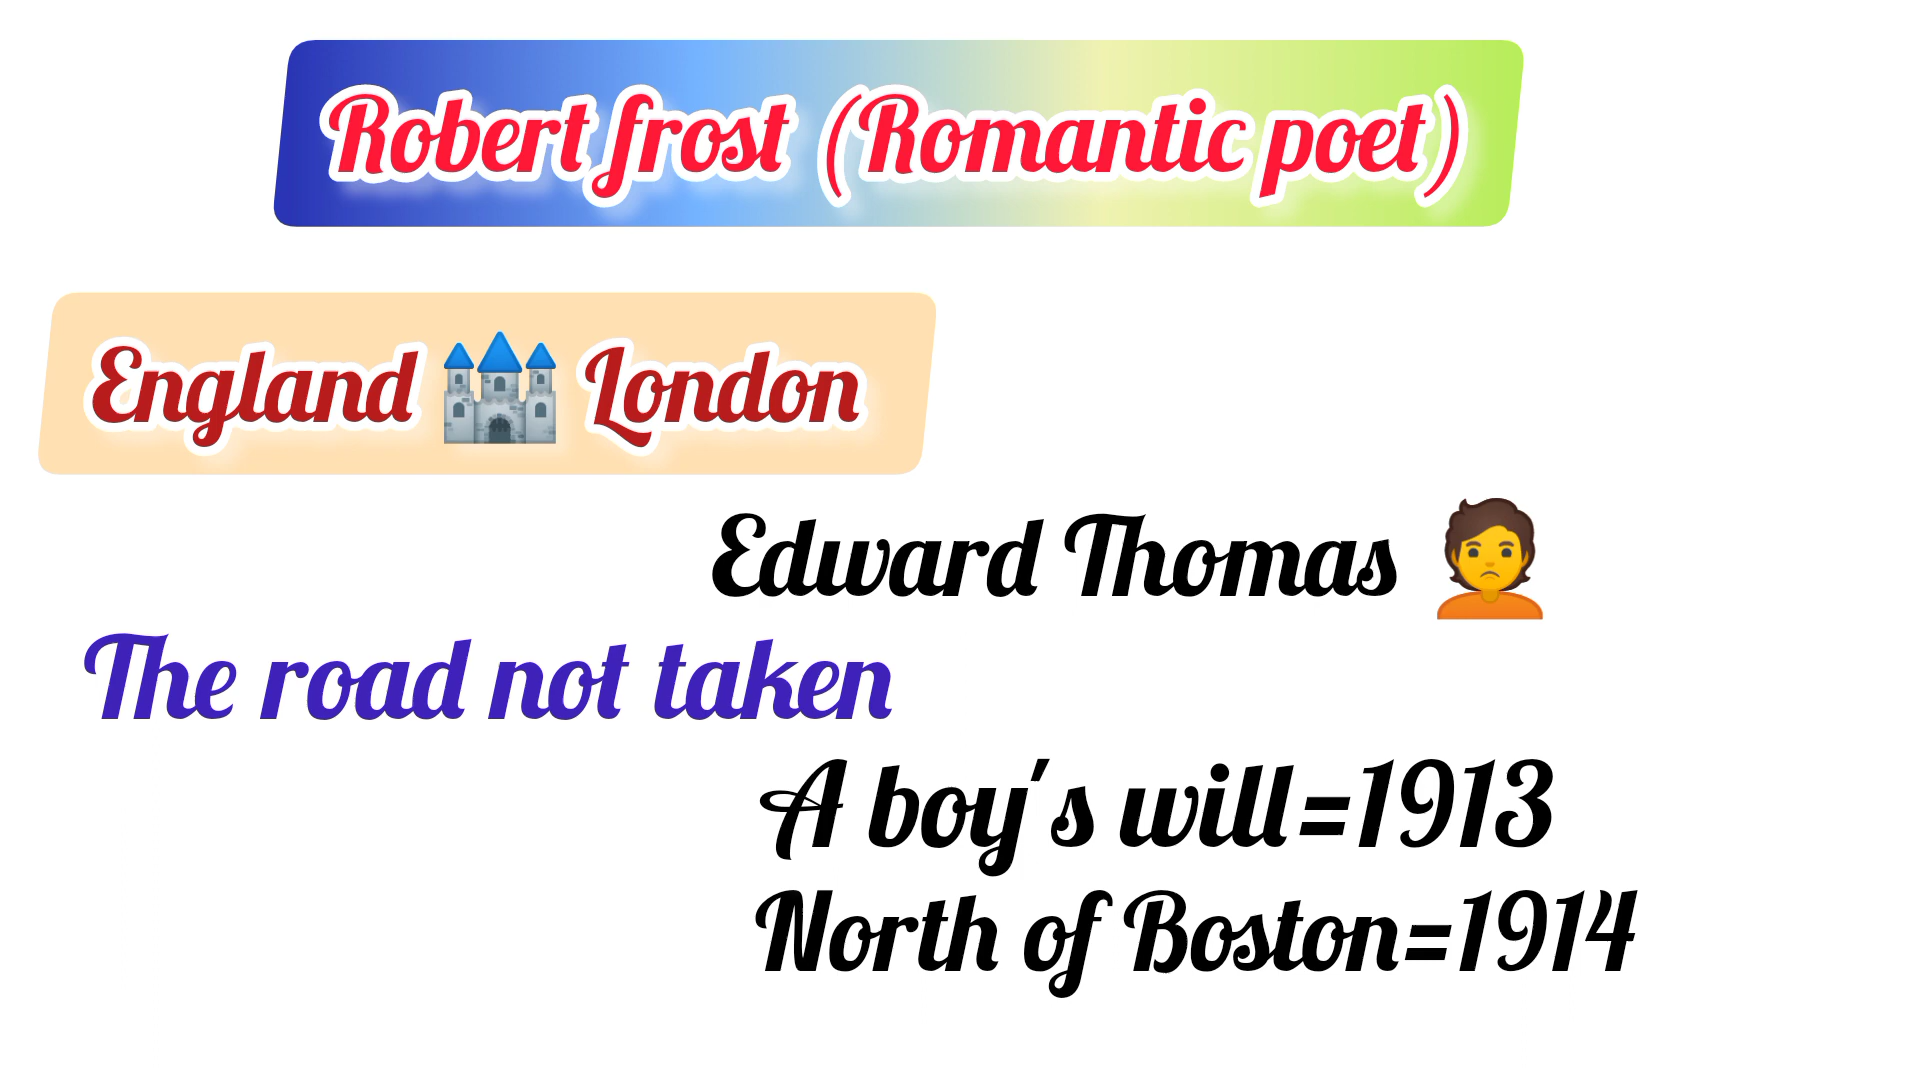 Robert frost (Romantic poet)
England 🏰 London
Edward Thomas 🙎
The road not taken
A boy's will=1913
North of Boston=1914